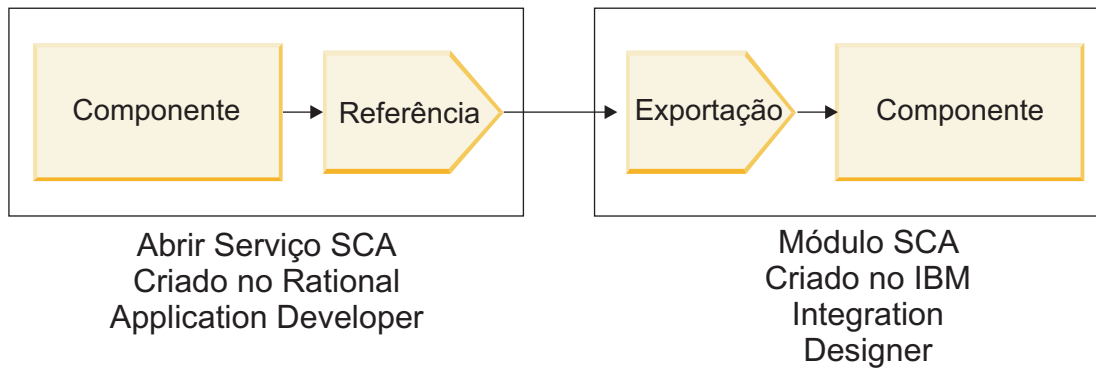 Componente
Referência
Exportação
Componente
Abrir Serviço SCA
Criado no Rational
Application Developer
Módulo SCA
Criado no IBM
Integration
Designer